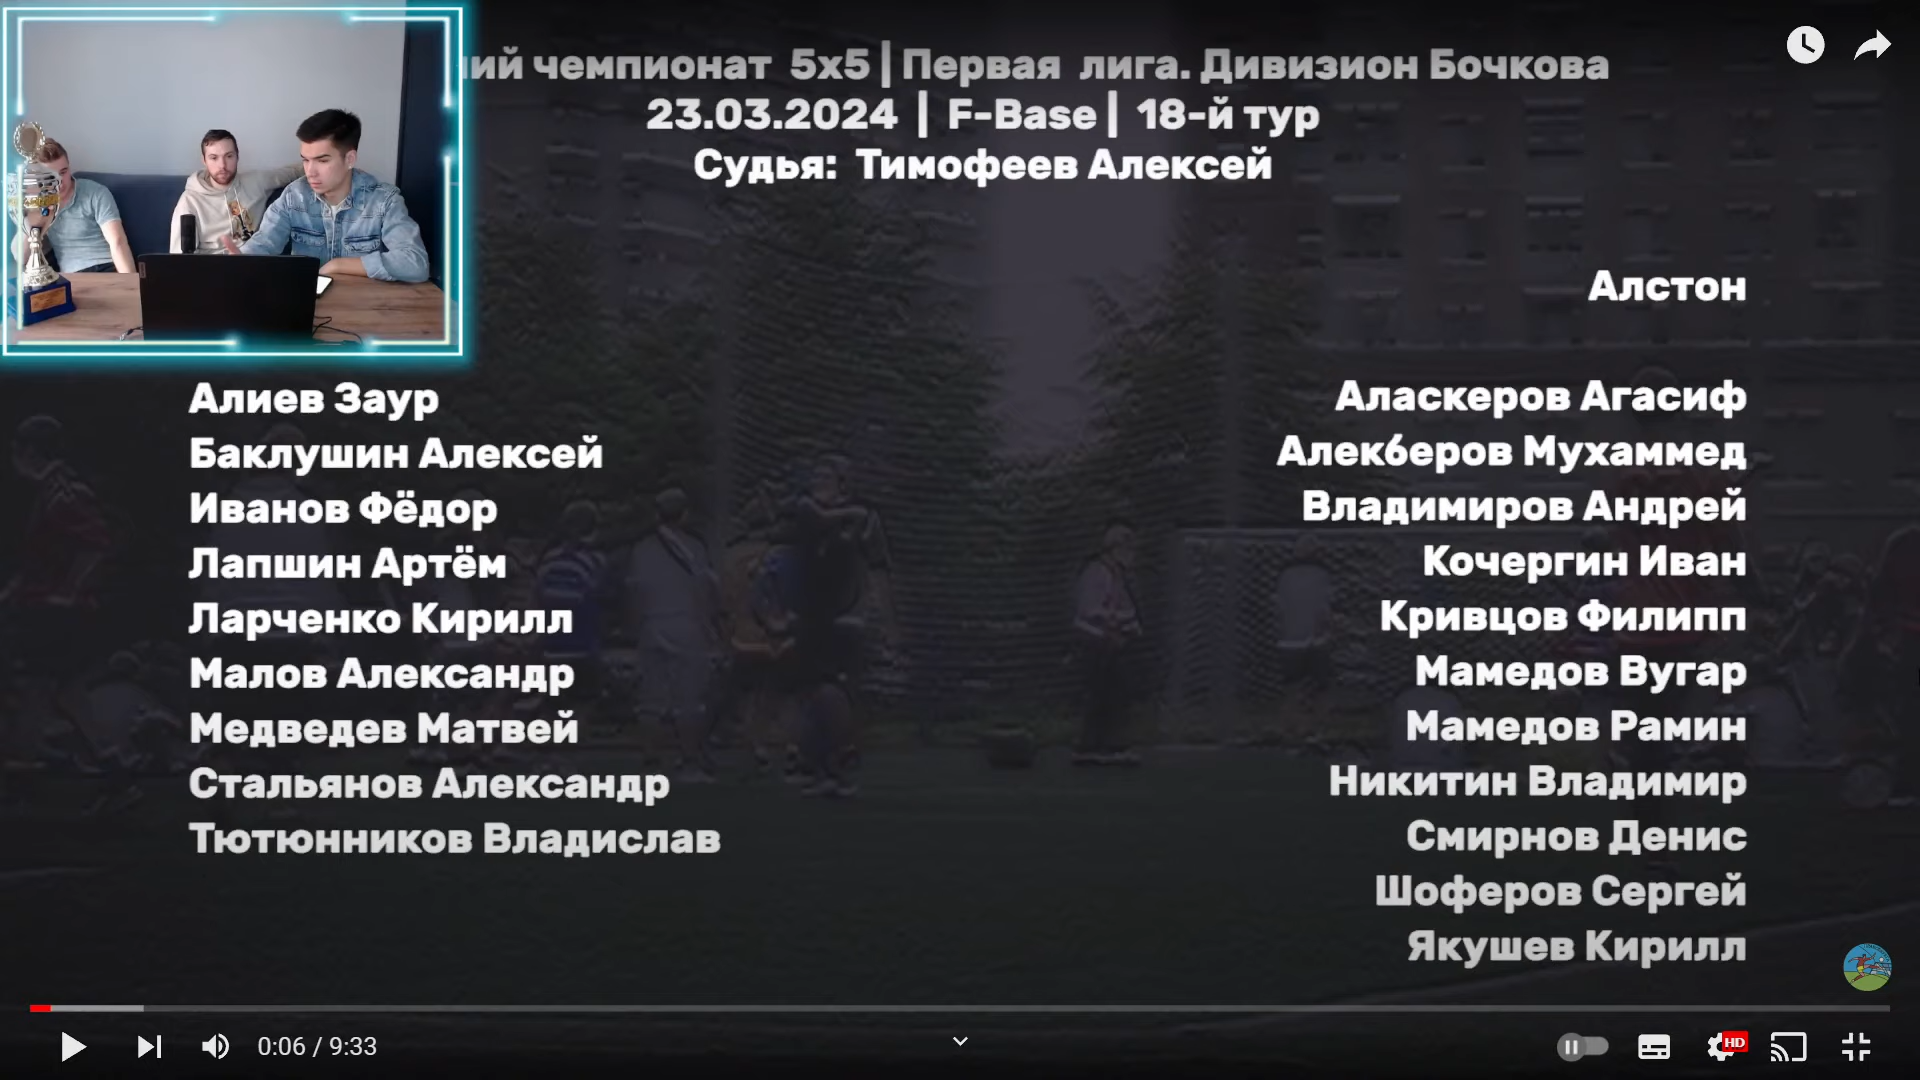 чемпионат 5x5 | Первая лига. Дивизион Бочкова
23.03.2024 | F-Base | 18-й тур
Судья: Тимофеев Алексей
Алстон
Алиев Заур
Баклушин Алексей
Иванов Фёдор
Лапшин Артём
Ларченко Кирилл
Малов Александр
Медведев Матвей
Стальянов Александр
Тютюнников Владислав
Аласкеров Агасиф
Алекберов Мухаммед
Владимиров Андрей
Кочергин Иван
Кривцов Филипп
Мамедов Вугар
Мамедов Рамин
Никитин Владимир
Смирнов Денис
Шоферов Сергей
Якушев Кирилл
0:06 / 9:33
HD